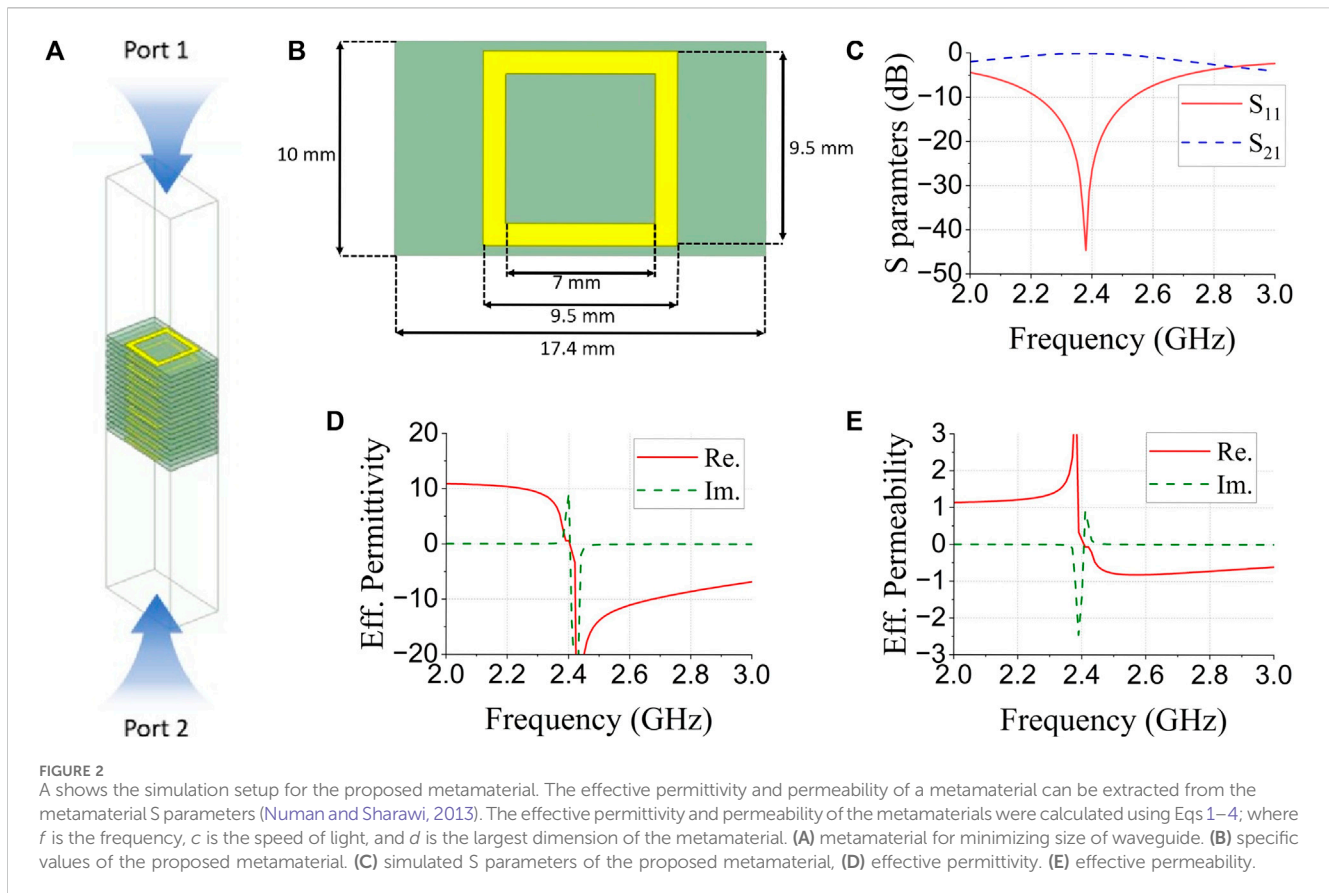 A
Port 1
Port 2
B
10 mm
9.5 mm
7 mm
9.5 mm
17.4 mm
C
S paramters (dB)
0
−10
−20
−30
−40
−50
S11
S21
2.0 2.2 2.4 2.6 2.8 3.0
Frequency (GHz)
D
Eff. Permittivity
20
10
0
−10
−20
Re.
Im.
2.0 2.2 2.4 2.6 2.8 3.0
Frequency (GHz)
E
Eff. Permeability
3
2
1
0
−1
−2
−3
Re.
Im.
2.0 2.2 2.4 2.6 2.8 3.0
Frequency (GHz)
FIGURE 2
A shows the simulation setup for the proposed metamaterial. The effective permittivity and permeability of a metamaterial can be extracted from the
metamaterial S parameters (Numan and Sharawi, 2013). The effective permittivity and permeability of the metamaterials were calculated using Eqs 1–4; where
f is the frequency, c is the speed of light, and d is the largest dimension of the metamaterial. (A) metamaterial for minimizing size of waveguide. (B) specific
values of the proposed metamaterial. (C) simulated S parameters of the proposed metamaterial, (D) effective permittivity. (E) effective permeability.